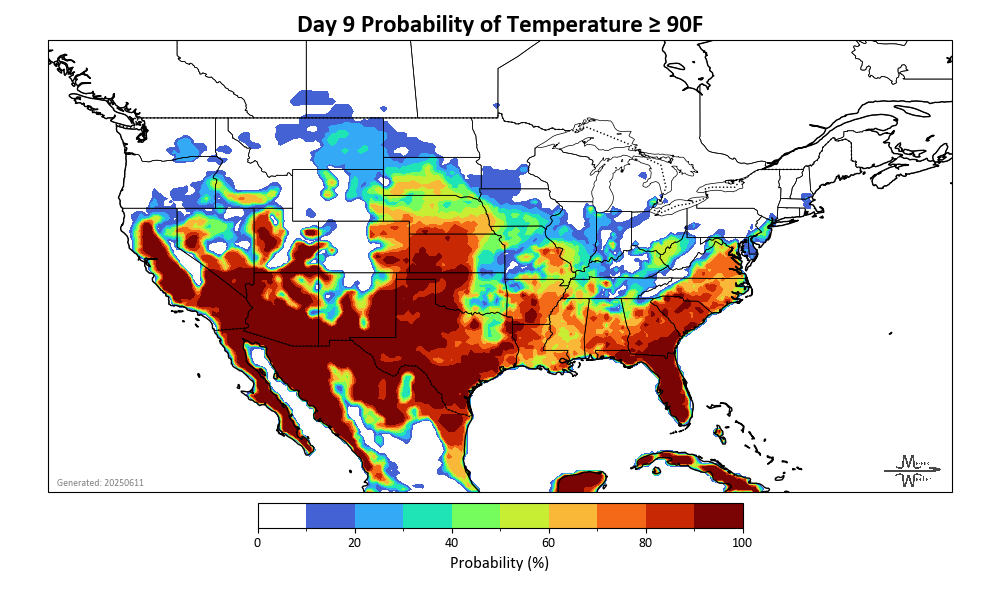 Day 9 Probability of Temperature ≥ 90F
Generated: 20250611
0 20 40 60 80 100
Probability (%)